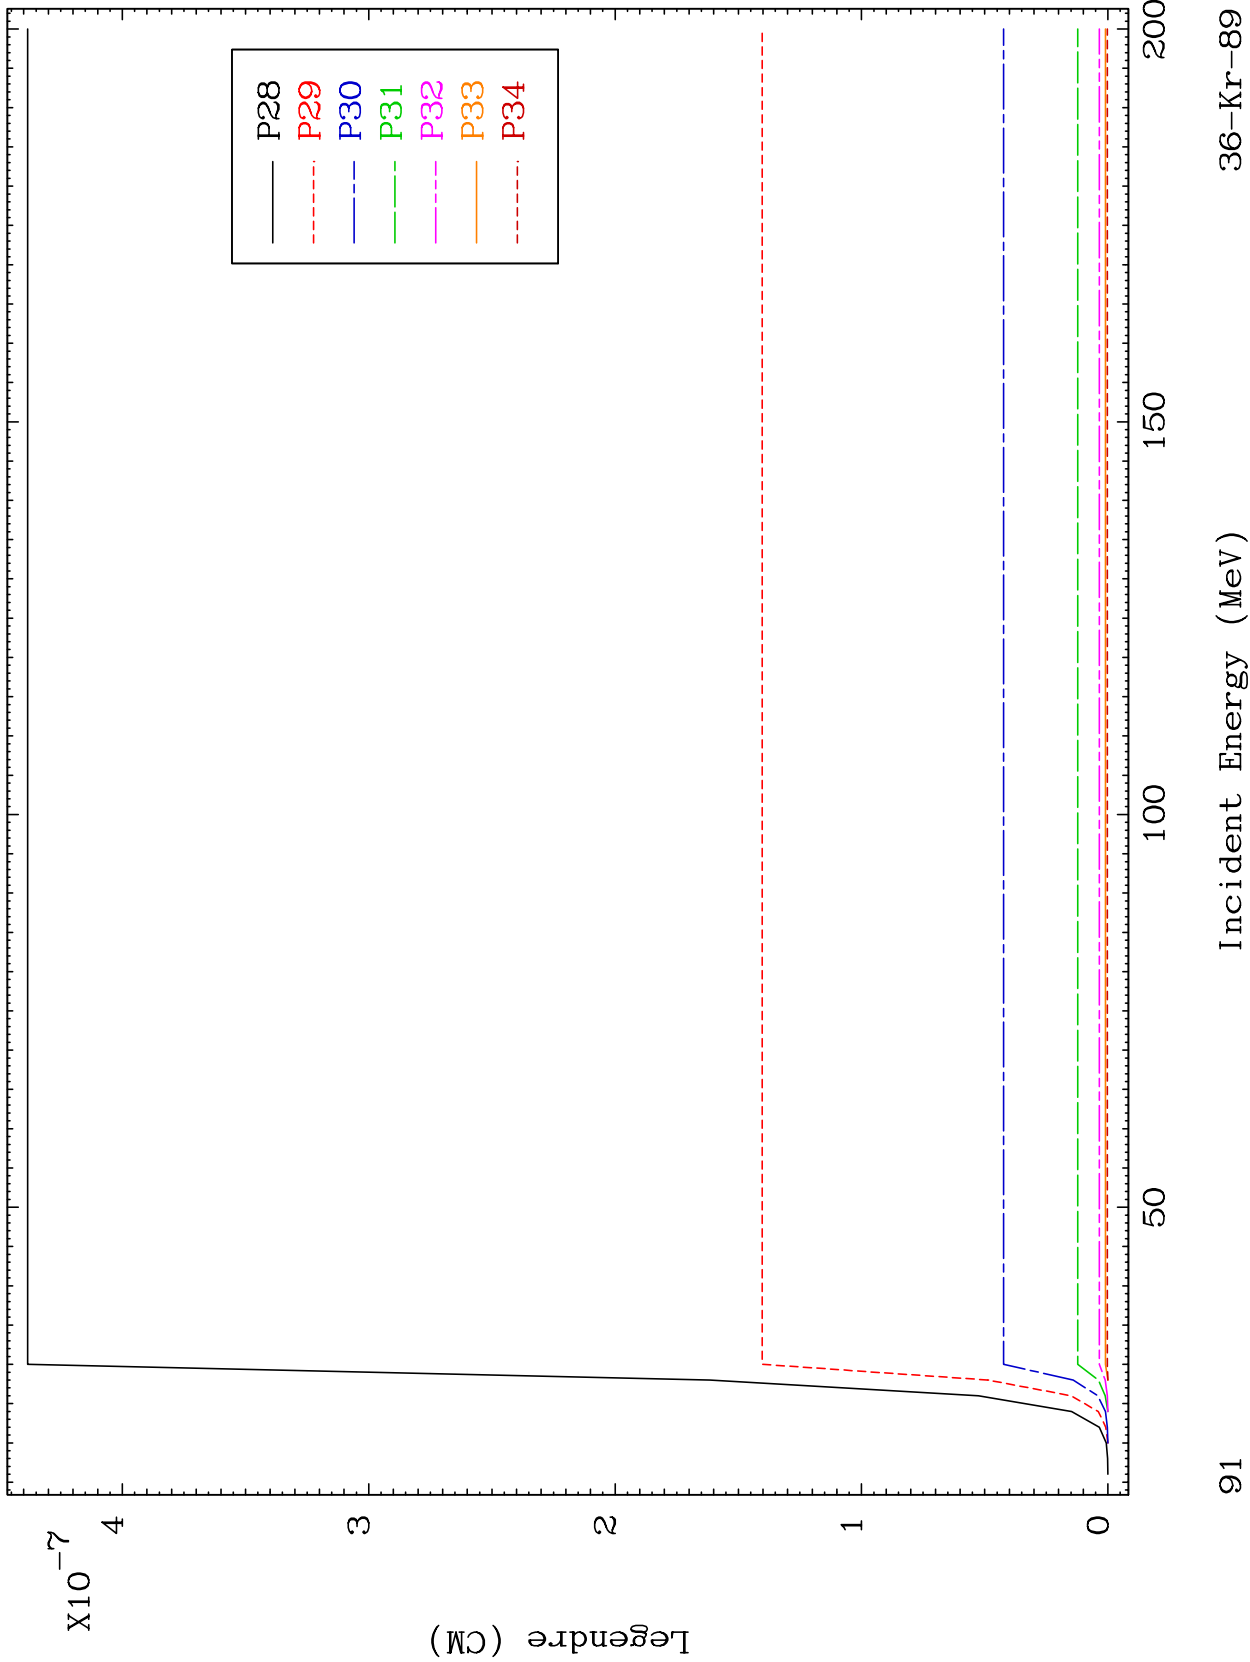 X10-7
4
3
2
1
0
Legendre (CM)
P28
P29
P30
P31
P32
P33
P34
50
100
150
200
91
Incident Energy (MeV)
36-Kr-89